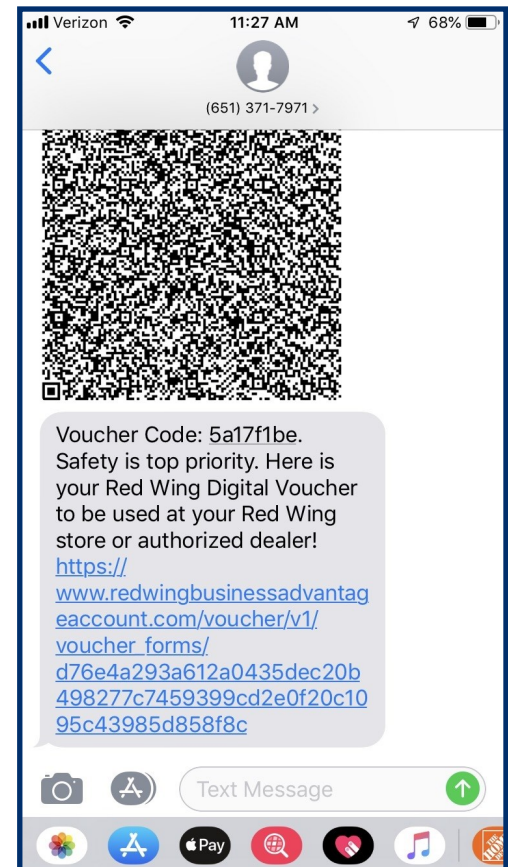 Verizon 11:27 AM 68%
(651) 371-7971 >
Voucher Code: 5a17f1be.
Safety is top priority. Here is
your Red Wing Digital Voucher
to be used at your Red Wing
store or authorized dealer!
https://
www.redwingbusinessadvantag
eaccount.com/voucher/v1/
voucher_forms/
d76e4a293a612a0435dec20b
498277c7459399cd2e0f20c10
95c43985d858f8c
Text Message
Pay